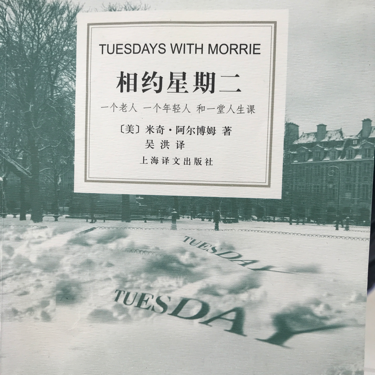 TUESDAYS WITH MORRIE
相约星期二
一个老人 一个年轻人 和一堂人生课
〔美〕米奇·阿尔博姆 著
吴洪 译
上海译文出版社
TUESDAY
TUESDAY